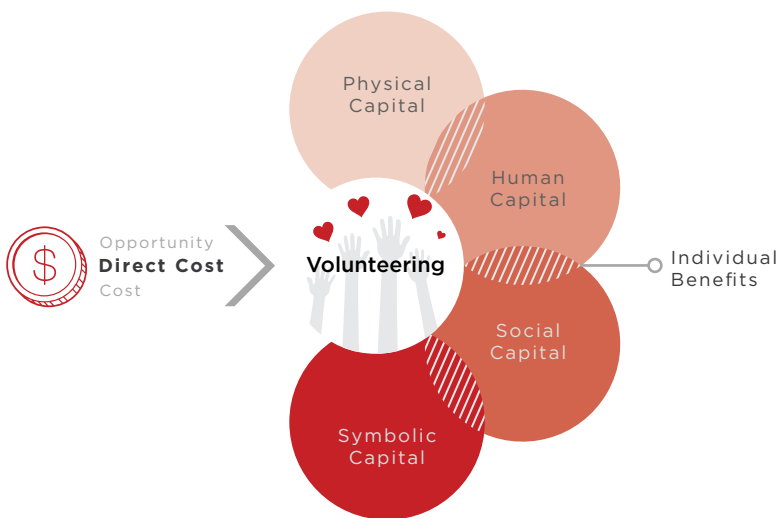 Physical
Capital
Human
Capital
$
Opportunity
Direct Cost
Cost
Volunteering
Individual
Benefits
Social
Capital
Symbolic
Capital